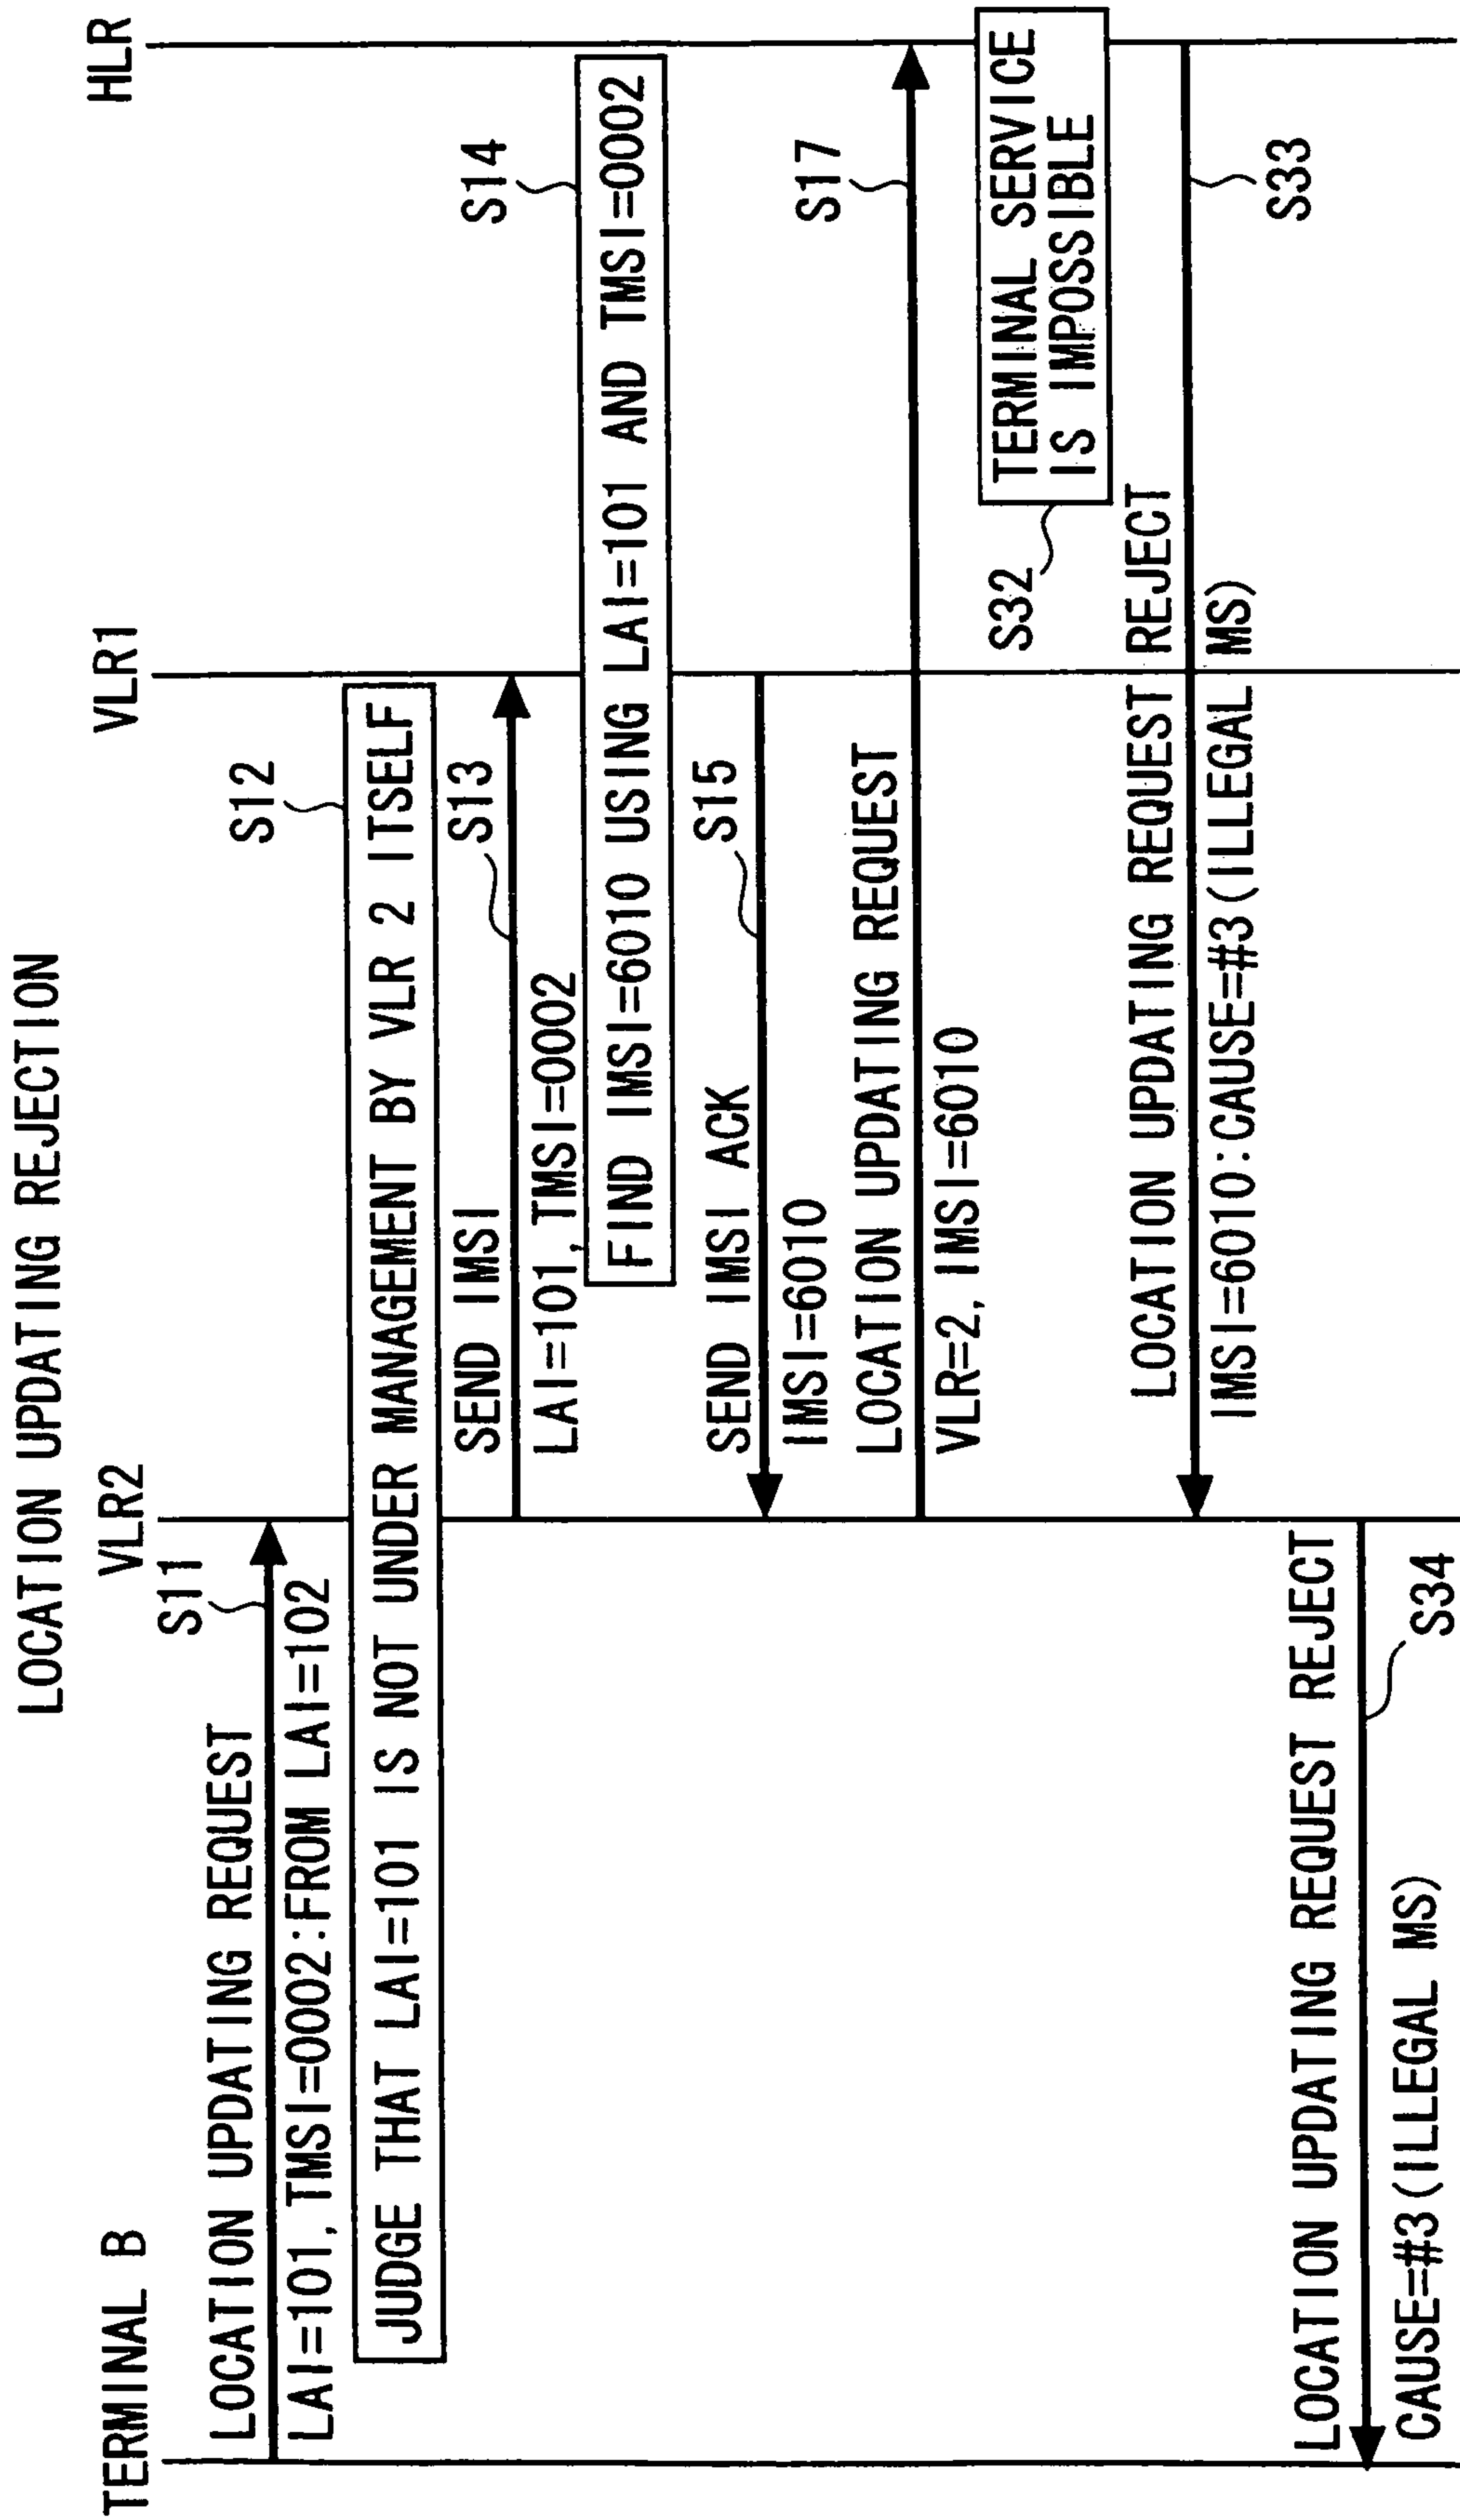 LOCATION UPDATING REJECTION
TERMINAL B
VLR2
VLR1
HLR
S11
LOCATION UPDATING REQUEST
LAI=101,TMSI=0002:FROM LAI=102
S12
JUDGE THAT LAI=101 IS NOT UNDER MANAGEMENT BY VLR 2 ITSELF
SEND IMSI
S13
LAI=101,TMSI=0002
S14
FIND IMSI=6010 USING LAI=101 AND TMSI=0002
SEND IMSI ACK
S15
IMSI=6010
LOCATION UPDATING REQUEST
S17
VLR=2, IMSI=6010
S32
TERMINAL SERVICE
IS IMPOSSIBLE
LOCATION UPDATING REQUEST REJECT
IMSI=6010:CAUSE=#3(ILLEGAL MS)
S33
LOCATION UPDATING REQUEST REJECT
CAUSE=#3(ILLEGAL MS)
S34